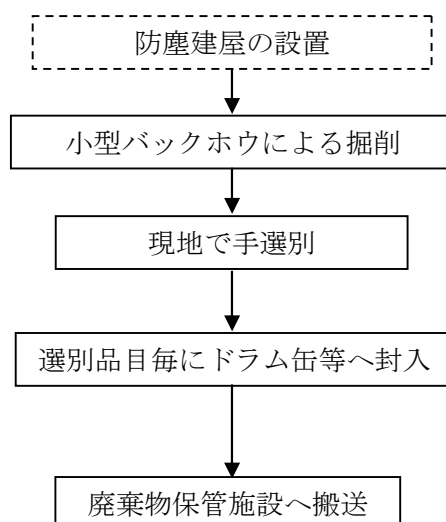 防塵建屋の設置
小型バックホウによる掘削
現地で手選別
選別品目毎にドラム缶等へ封入
廃棄物保管施設へ搬送